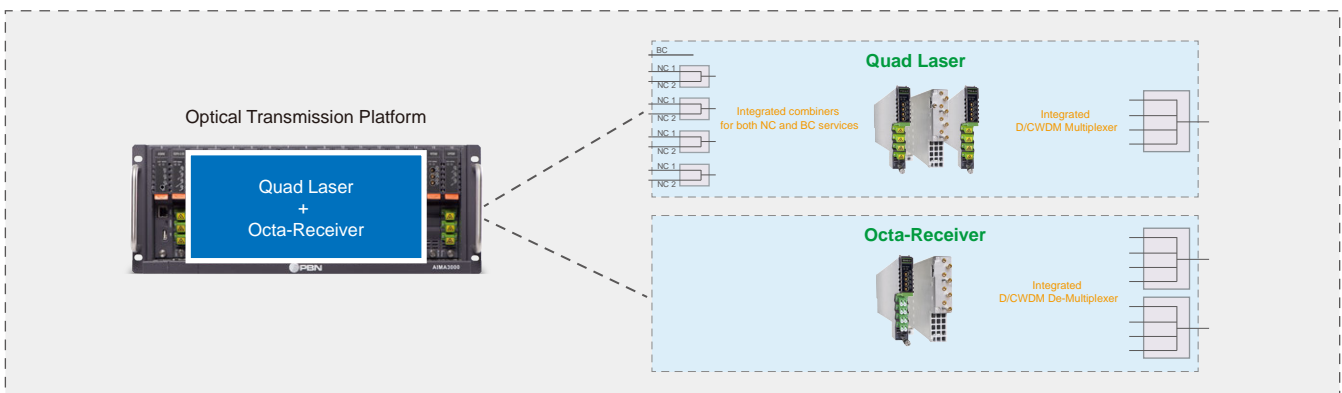 Optical Transmission Platform
Quad Laser
+
Octa-Receiver
PBN
AIMA3000
BC
NC 1
NC 2
NC 1
NC 2
NC 1
NC 2
NC 1
NC 2
Quad Laser
Integrated combiners
for both NC and BC services
Integrated
D/CWDM Multiplexer
Octa-Receiver
Integrated
D/CWDM De-Multiplexer